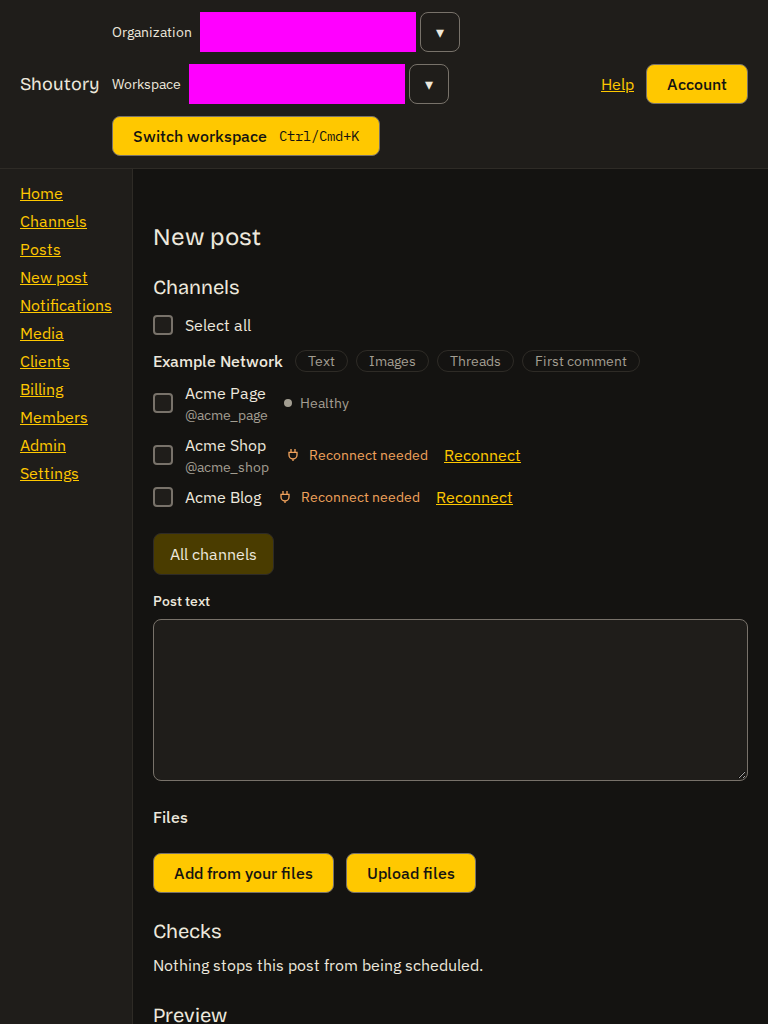 Organization ▼
Shoutory Workspace ▼ Help Account
Switch workspace Ctrl/Cmd+K
Home
Channels
Posts
New post
Notifications
Media
Clients
Billing
Members
Admin
Settings
New post
Channels
Select all
Example Network Text Images Threads First comment
Acme Page
@acme_page
Healthy
Acme Shop
@acme_shop
Reconnect needed Reconnect
Acme Blog Reconnect needed Reconnect
All channels
Post text
Files
Add from your files Upload files
Checks
Nothing stops this post from being scheduled.
Preview